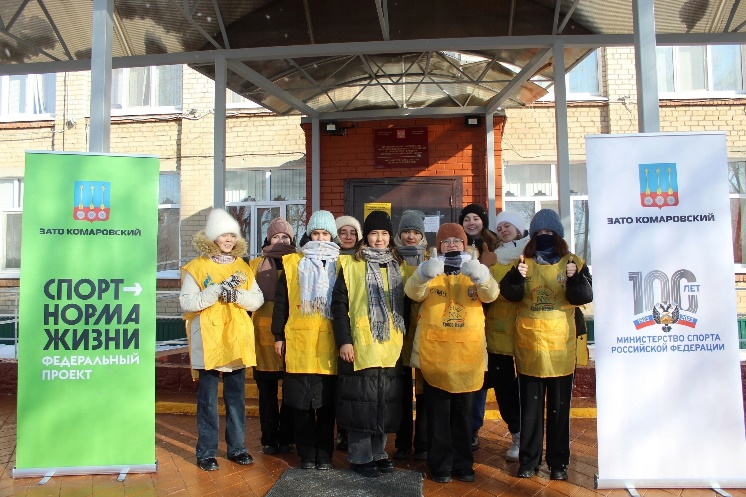 ЗАТО КОМАРОВСКИЙ
СПОРТ→
НОРМА
ЖИЗНИ
ФЕДЕРАЛЬНЫЙ
ПРОЕКТ
ЗАТО КОМАРОВСКИЙ
100 ЛЕТ
МИНИСТЕРСТВО СПОРТА
РОССИЙСКОЙ ФЕДЕРАЦИИ